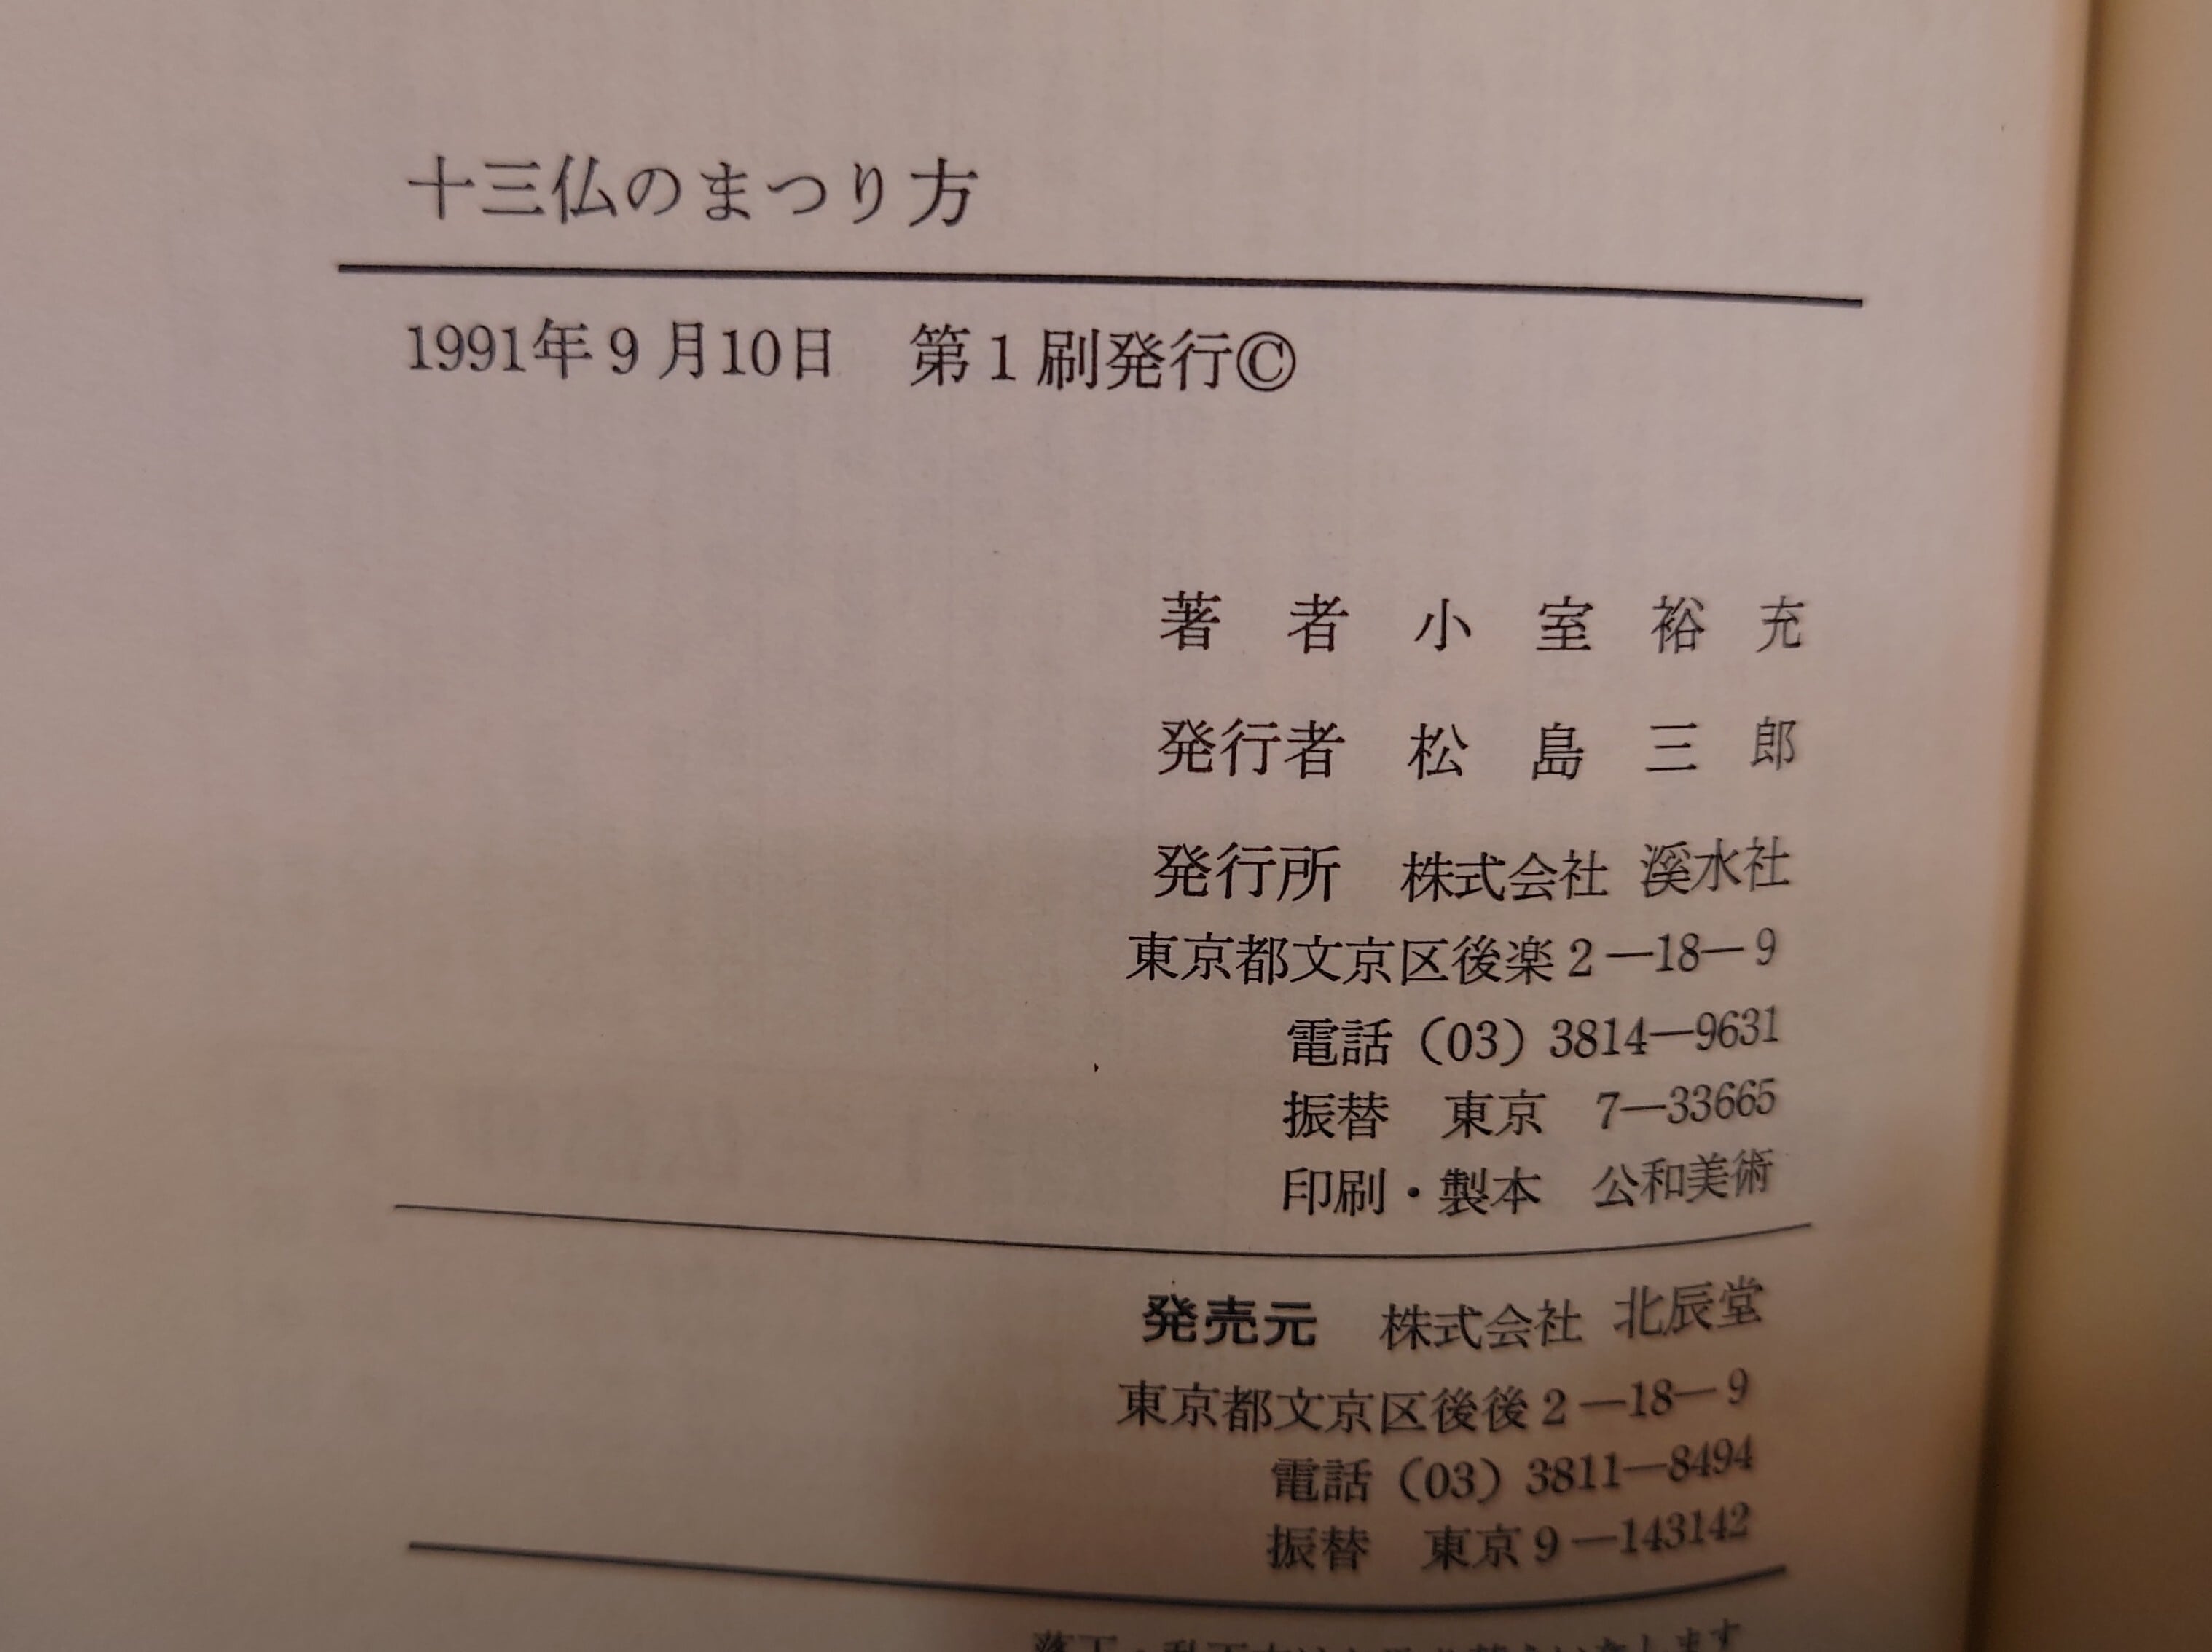 十三仏のまつり方
1991年9月10日　第1刷発行©
著　者　小　室　裕　充
発行者　松　島　三　郎
発行所　株式会社 溪水社
東京都文京区後楽2―18―9
電話（03）3814―9631
振替　東京　7―33665
印刷・製本　公和美術
発売元　株式会社 北辰堂
東京都文京区後後2―18―9
電話（03）3811―8494
振替　東京9―143142